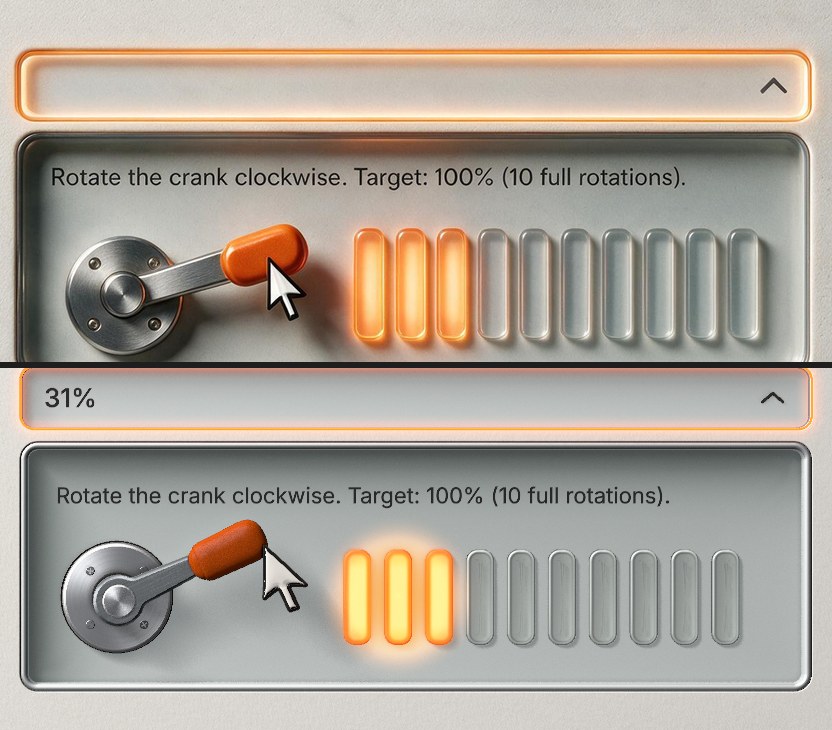 Rotate the crank clockwise. Target: 100% (10 full rotations).
31%
Rotate the crank clockwise. Target: 100% (10 full rotations).